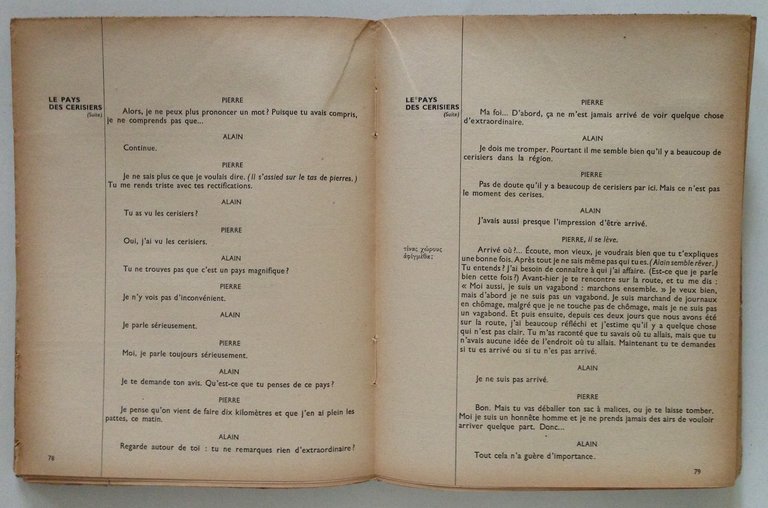 LE PAYS
DES CERISIERS
(Suite)
PIERRE
Alors, je ne peux plus prononcer un mot? Puisque tu avais compris,
je ne comprends pas que...
ALAIN
Continue.
PIERRE
Je ne sais plus ce que je voulais dire. (Il s'assied sur le tas de pierres.)
Tu me rends triste avec tes rectifications.
ALAIN
Tu as vu les cerisiers?
PIERRE
Oui, j'ai vu les cerisiers.
ALAIN
Tu ne trouves pas que c'est un pays magnifique?
PIERRE
Je n'y vois pas d'inconvénient.
ALAIN
Je parle sérieusement.
PIERRE
Moi, je parle toujours sérieusement.
ALAIN
Je te demande ton avis. Qu'est-ce que tu penses de ce pays?
PIERRE
Je pense qu'on vient de faire dix kilomètres et que j'en ai plein les
pattes, ce matin.
ALAIN
Regarde autour de toi : tu ne remarques rien d'extraordinaire?
78
LE PAYS
DES CERISIERS
(Suite)
PIERRE
Ma foi... D'abord, ça ne m'est jamais arrivé de voir quelque chose
d'extraordinaire.
ALAIN
Je dois me tromper. Pourtant il me semble bien qu'il y a beaucoup de
cerisiers dans la région.
PIERRE
Pas de doute qu'il y a beaucoup de cerisiers par ici. Mais ce n'est pas
le moment des cerises.
ALAIN
J'avais aussi presque l'impression d'être arrivé.
PIERRE, il se lève.
τίνας χώρους
ἀφίγμεθα;
Arrivé où?... Écoute, mon vieux, je voudrais bien que tu t'expliques
une bonne fois. Après tout je ne sais même pas qui tu es. (Alain semble rêver.)
Tu entends? J'ai besoin de connaître à qui j'ai affaire. (Est-ce que je parle
bien cette fois?) Avant-hier je te rencontre sur la route, et tu me dis :
« Moi aussi, je suis un vagabond : marchons ensemble. » Je veux bien,
mais d'abord je ne suis pas un vagabond. Je suis marchand de journaux
en chômage, malgré que je ne touche pas de chômage, mais je ne suis pas
un vagabond. Et puis ensuite, depuis ces deux jours que nous avons été
sur la route, j'ai beaucoup réfléchi et j'estime qu'il y a quelque chose
qui n'est pas clair. Tu m'as raconté que tu savais où tu allais, mais que tu
n'avais aucune idée de l'endroit où tu allais. Maintenant tu te demandes
si tu es arrivé ou si tu n'es pas arrivé.
ALAIN
Je ne suis pas arrivé.
PIERRE
Bon. Mais tu vas déballer ton sac à malices, ou je te laisse tomber.
Moi je suis un honnête homme et je ne prends jamais des airs de vouloir
arriver quelque part. Donc...
ALAIN
Tout cela n'a guère d'importance.
79